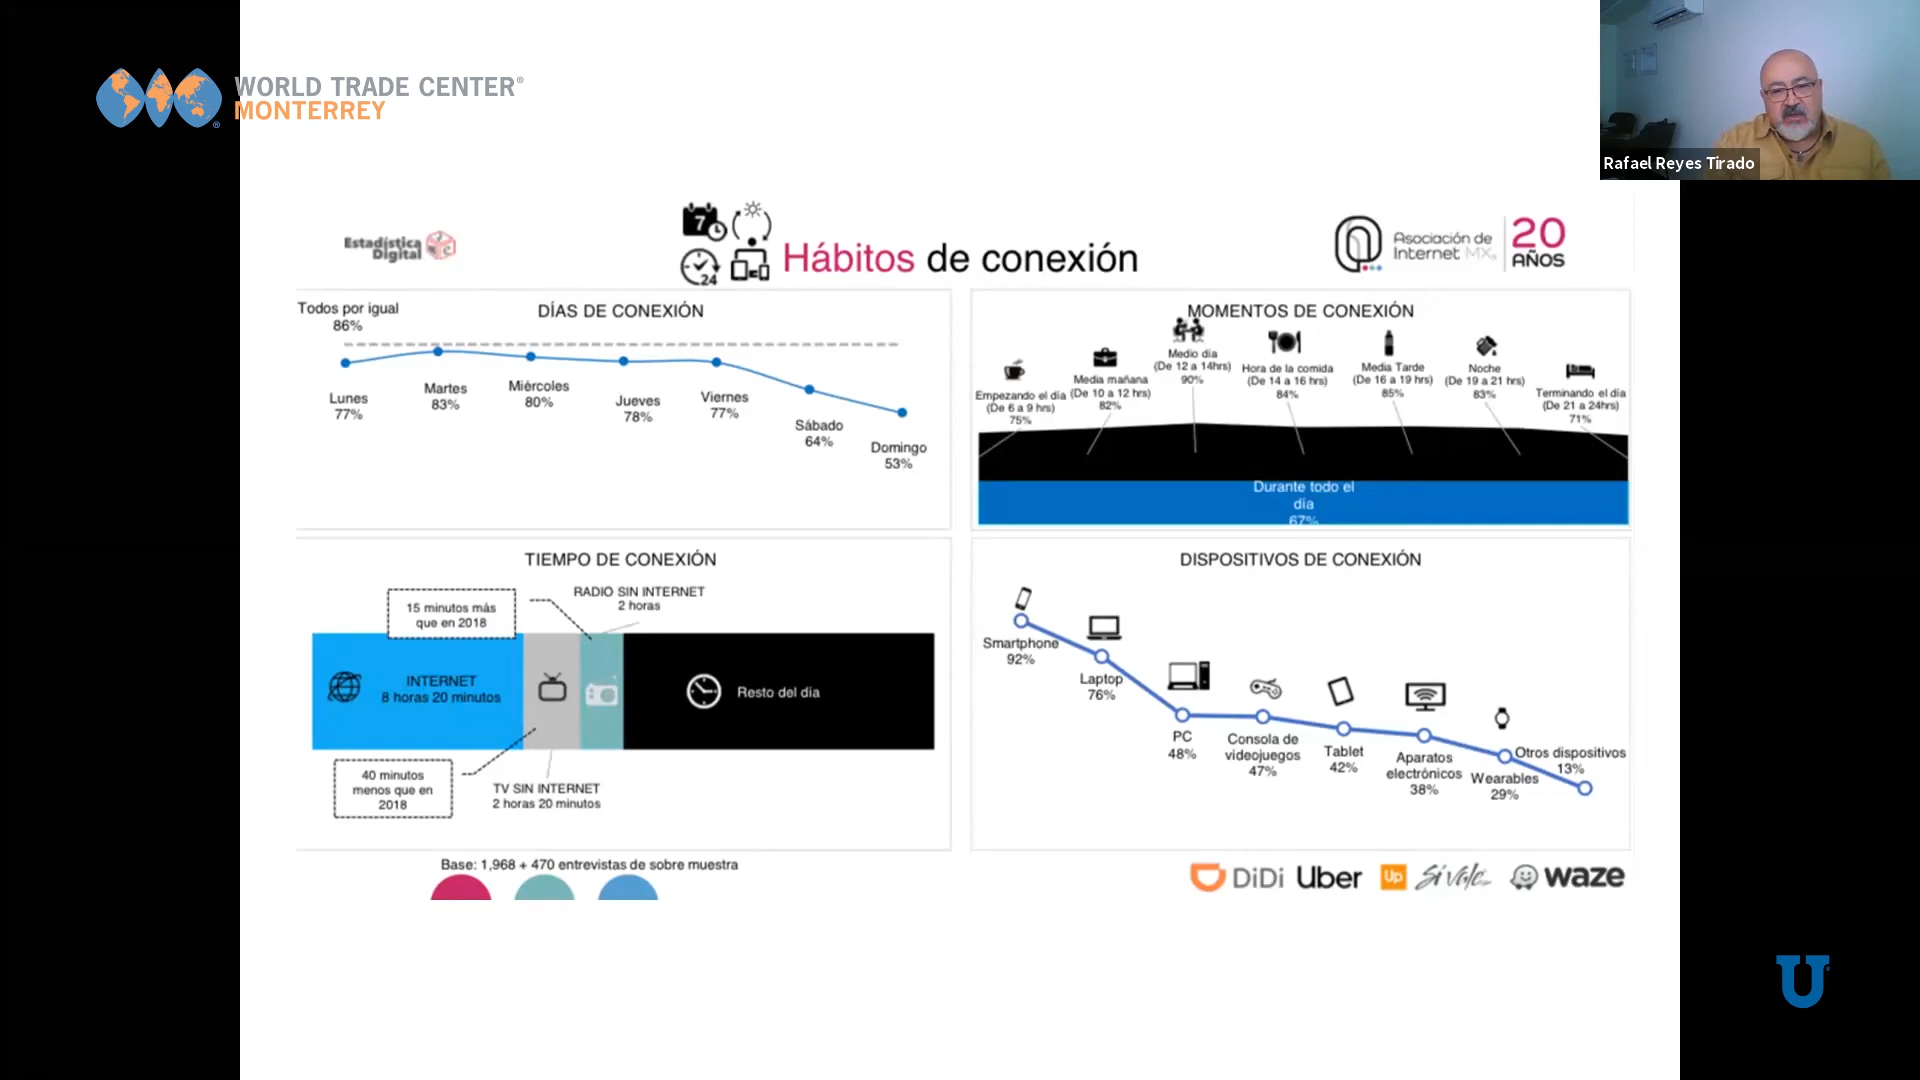 WORLD TRADE CENTER®
MONTERREY
Rafael Reyes Tirado
Estadística
Digital
7
24
Hábitos de conexión
Asociación de
Internet MX
20
AÑOS
DÍAS DE CONEXIÓN
Todos por igual
86%
Lunes
77%
Martes
83%
Miércoles
80%
Jueves
78%
Viernes
77%
Sábado
64%
Domingo
53%
MOMENTOS DE CONEXIÓN
Empezando el día
(De 6 a 9 hrs)
75%
Media mañana
(De 10 a 12 hrs)
82%
Medio día
(De 12 a 14hrs)
90%
Hora de la comida
(De 14 a 16 hrs)
84%
Media Tarde
(De 16 a 19 hrs)
85%
Noche
(De 19 a 21 hrs)
83%
Terminando el día
(De 21 a 24hrs)
71%
Durante todo el
día
67%
TIEMPO DE CONEXIÓN
15 minutos más
que en 2018
RADIO SIN INTERNET
2 horas
INTERNET
8 horas 20 minutos
Resto del día
40 minutos
menos que en
2018
TV SIN INTERNET
2 horas 20 minutos
DISPOSITIVOS DE CONEXIÓN
Smartphone
92%
Laptop
76%
PC
48%
Consola de
videojuegos
47%
Tablet
42%
Aparatos
electrónicos
38%
Wearables
29%
Otros dispositivos
13%
Base: 1,968 + 470 entrevistas de sobre muestra
DiDi
Uber
Up
Sí Vale
waze
U